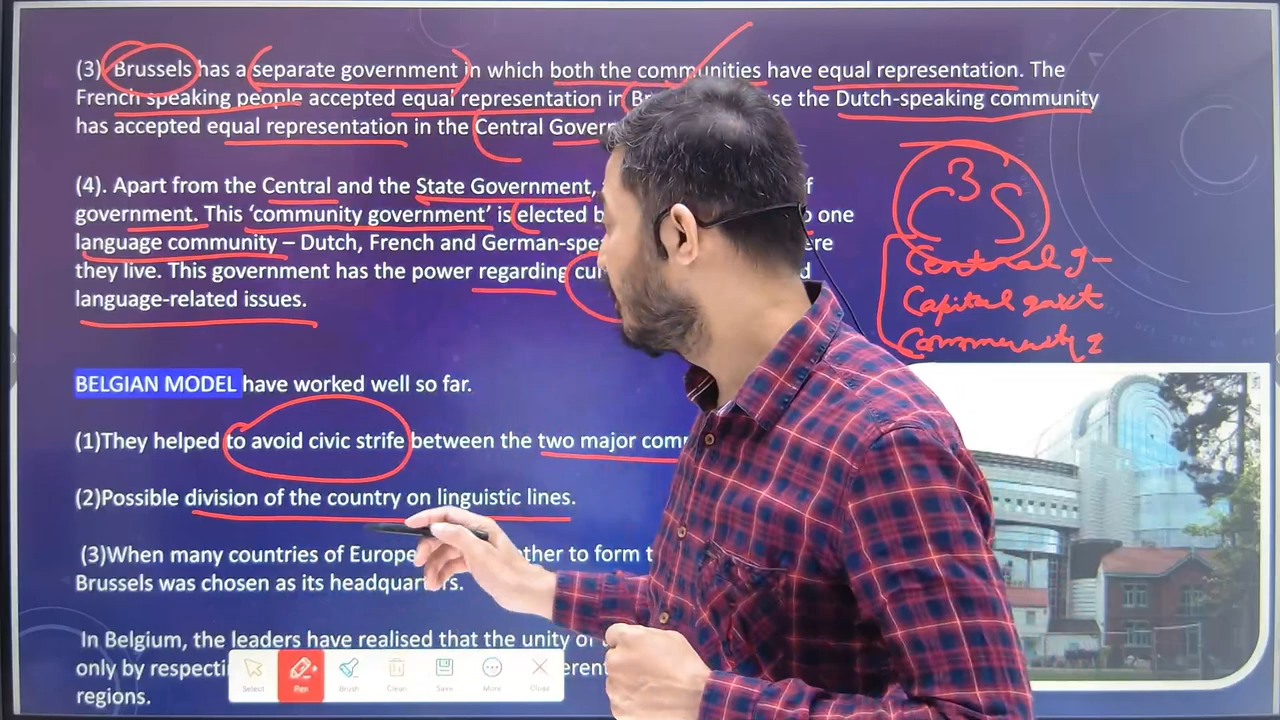 (3) Brussels has a separate government in which both the communities have equal representation. The
French speaking people accepted equal representation in Br se the Dutch-speaking community
has accepted equal representation in the Central Gover
(4). Apart from the Central and the State Government, f
government. This ‘community government’ is elected b o one
language community – Dutch, French and German-spea ere
they live. This government has the power regarding cu d
language-related issues.
3
CS
Central g-
Capital govt
Community g
BELGIAN MODEL have worked well so far.
(1)They helped to avoid civic strife between the two major com
(2)Possible division of the country on linguistic lines.
(3)When many countries of Europe ther to form t
Brussels was chosen as its headquarters.
In Belgium, the leaders have realised that the unity of
only by respecti erent
regions.
Select Pen Brush Clean Save More Close